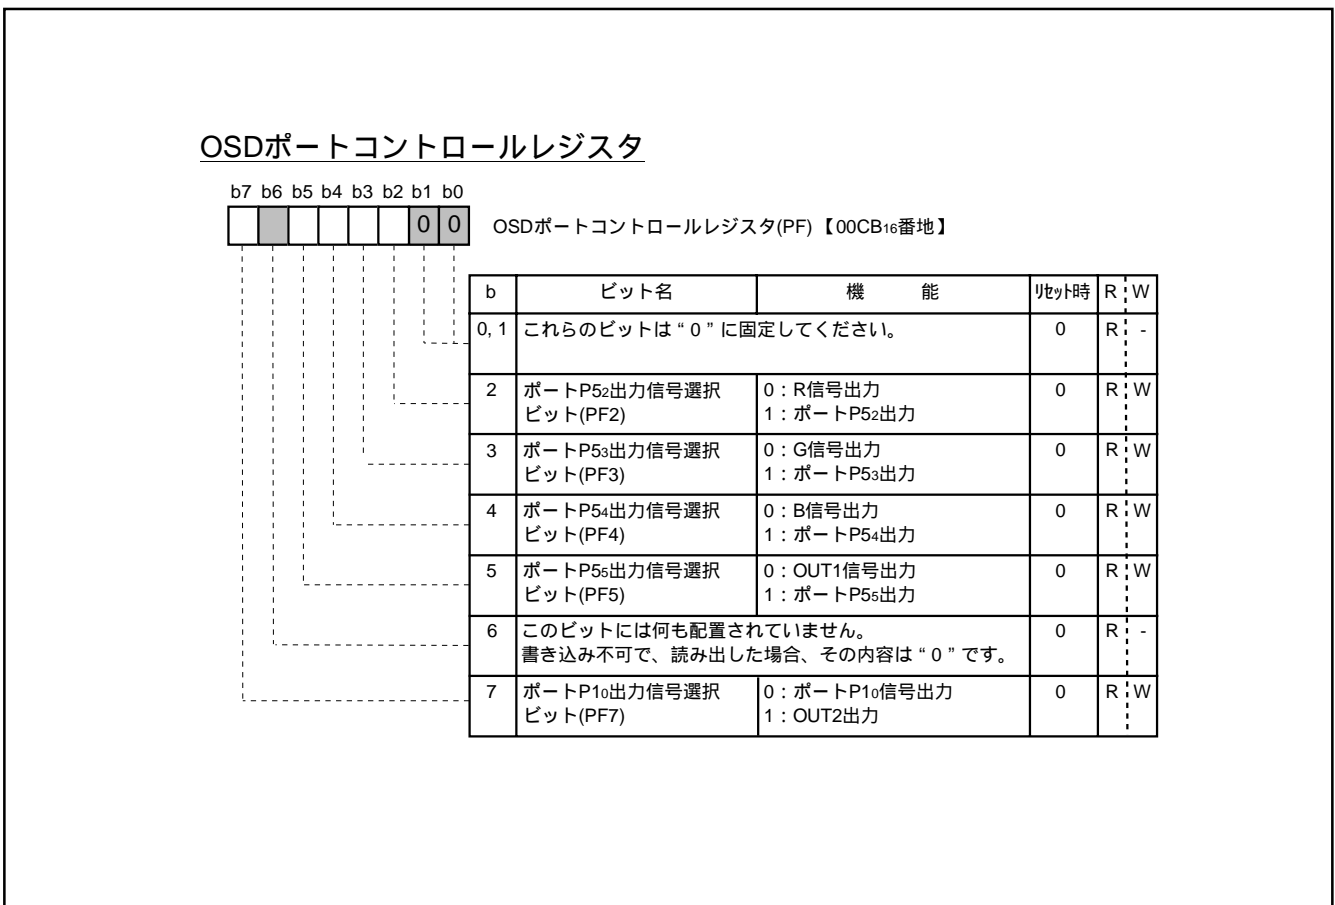 OSDポートコントロールレジスタ
b7 b6 b5 b4 b3 b2 b1 b0
0 0 OSDポートコントロールレジスタ(PF)【00CB16番地】
b ビット名 機 能 リセット時 R W
0, 1 これらのビットは“0”に固定してください。 0 R -
2 ポートP52出力信号選択 0：R信号出力 0 R W
ビット(PF2) 1：ポートP52出力
3 ポートP53出力信号選択 0：G信号出力 0 R W
ビット(PF3) 1：ポートP53出力
4 ポートP54出力信号選択 0：B信号出力 0 R W
ビット(PF4) 1：ポートP54出力
5 ポートP55出力信号選択 0：OUT1信号出力 0 R W
ビット(PF5) 1：ポートP55出力
6 このビットには何も配置されていません。 0 R -
書き込み不可で、読み出した場合、その内容は“0”です。
7 ポートP10出力信号選択 0：ポートP10信号出力 0 R W
ビット(PF7) 1：OUT2出力